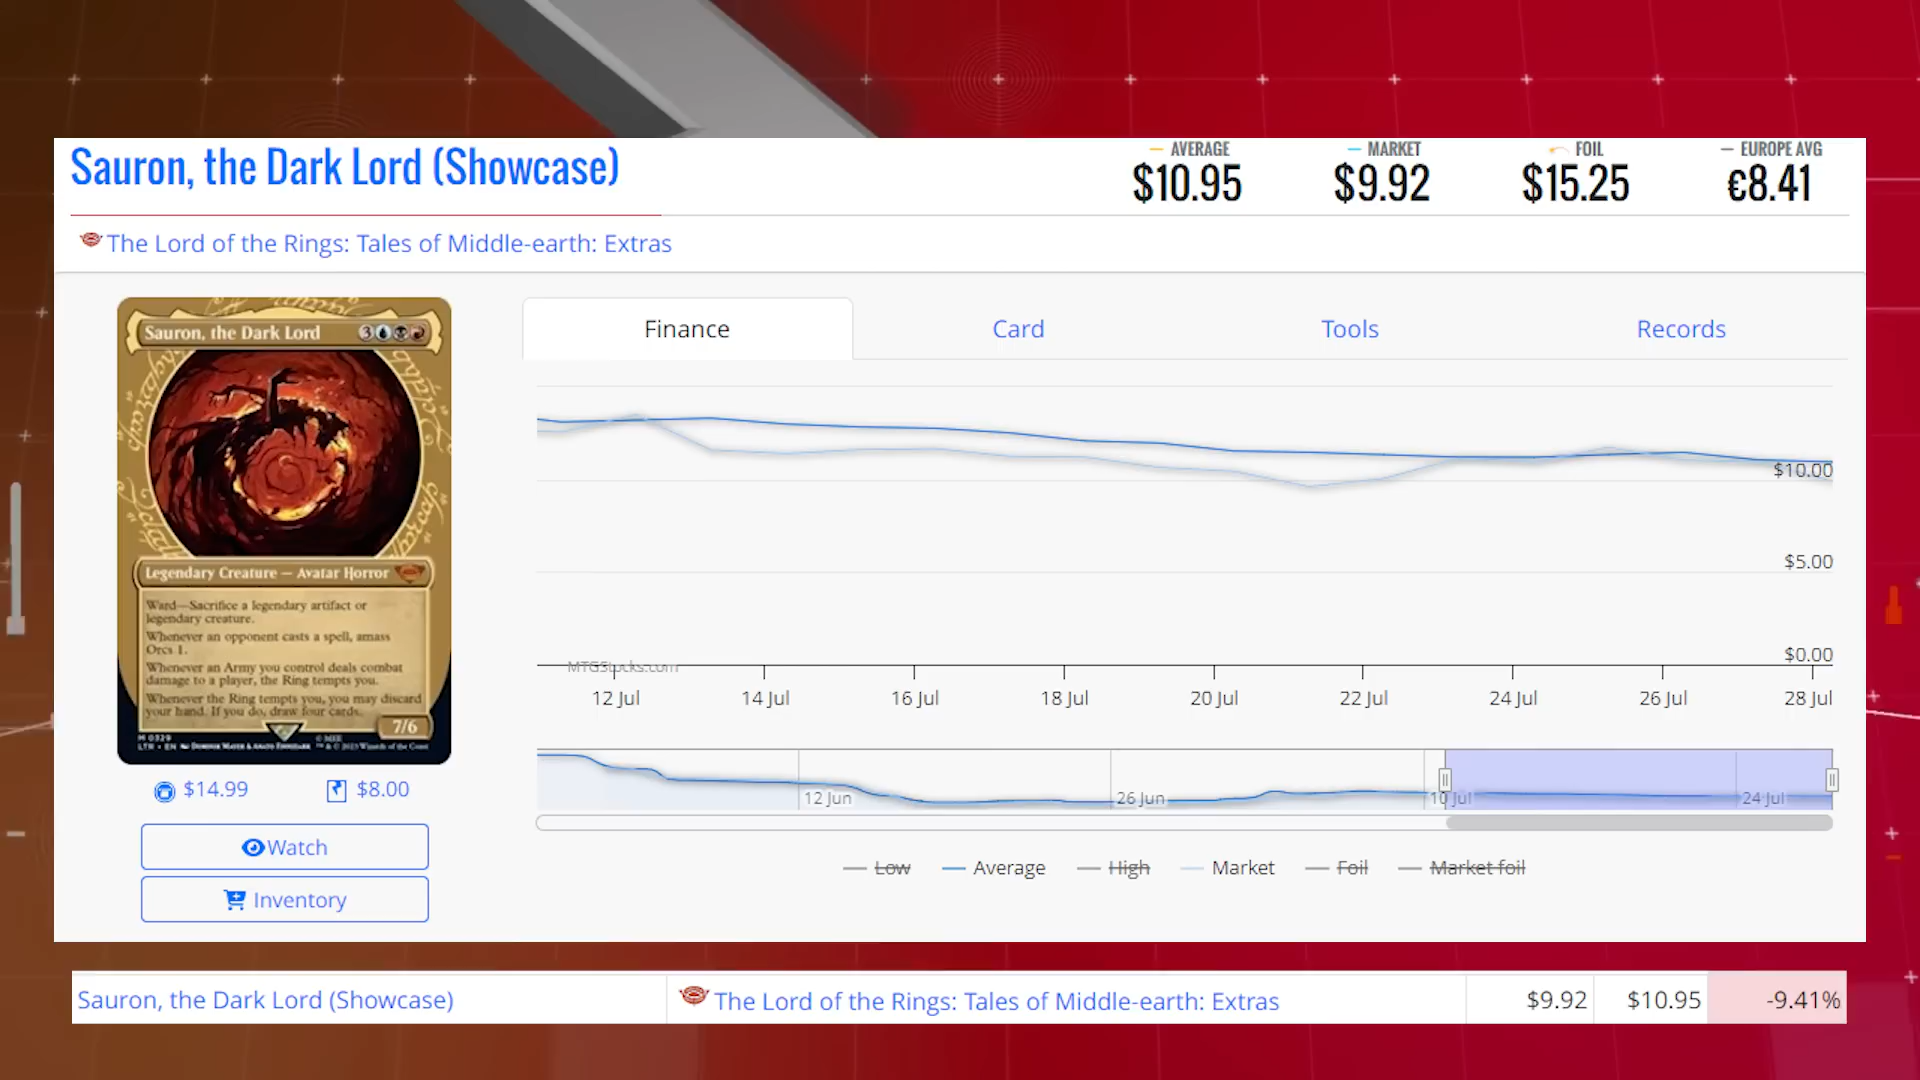 Sauron, the Dark Lord (Showcase)
AVERAGE
$10.95
MARKET
$9.92
FOIL
$15.25
EUROPE AVG
€8.41
The Lord of the Rings: Tales of Middle-earth: Extras
Sauron, the Dark Lord 3
Legendary Creature — Avatar Horror
Ward—Sacrifice a legendary artifact or
legendary creature.
Whenever an opponent casts a spell, amass
Orcs 1.
Whenever an Army you control deals combat
damage to a player, the Ring tempts you.
Whenever the Ring tempts you, you may discard
your hand. If you do, draw four cards.
7/6
M 0329
LTR • EN
$14.99
$8.00
Watch
Inventory
Finance
Card
Tools
Records
$10.00
$5.00
$0.00
MTGStocks.com
12 Jul
14 Jul
16 Jul
18 Jul
20 Jul
22 Jul
24 Jul
26 Jul
28 Jul
12 Jun
26 Jun
10 Jul
24 Jul
Low
Average
High
Market
Foil
Market foil
Sauron, the Dark Lord (Showcase)
The Lord of the Rings: Tales of Middle-earth: Extras
$9.92
$10.95
-9.41%